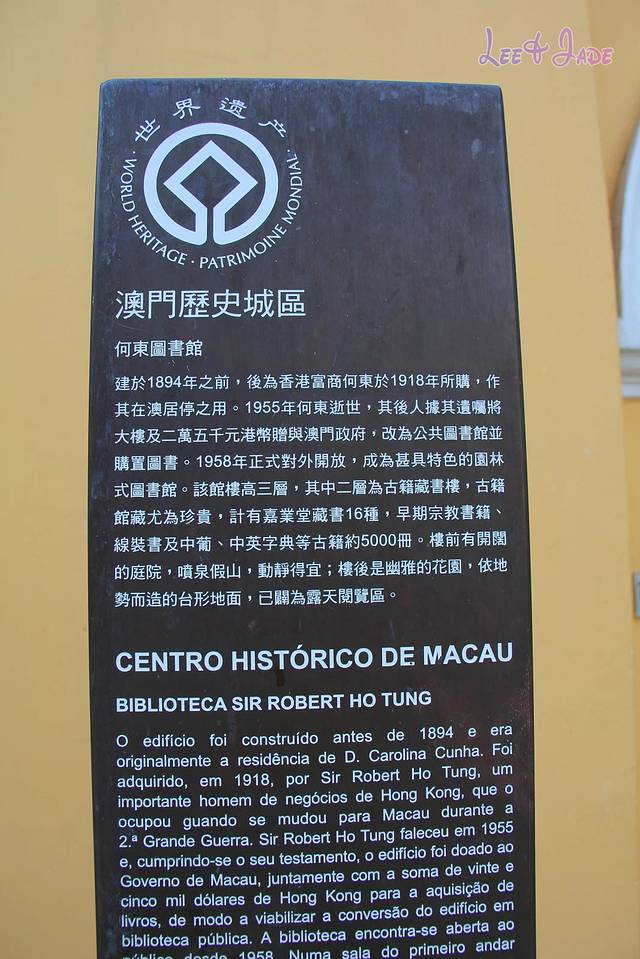 Lee & Jade
世界遗产
· WORLD HERITAGE · PATRIMOINE MONDIAL ·
澳門歷史城區
何東圖書館
建於1894年之前，後為香港富商何東於1918年所購，作
其在澳居停之用。1955年何東逝世，其後人據其遺囑將
大樓及二萬五千元港幣贈與澳門政府，改為公共圖書館並
購置圖書。1958年正式對外開放，成為甚具特色的園林
式圖書館。該館樓高三層，其中二層為古籍藏書樓，古籍
館藏尤為珍貴，計有嘉業堂藏書16種，早期宗教書籍、
線裝書及中葡、中英字典等古籍約5000冊。樓前有開闊
的庭院，噴泉假山，動靜得宜；樓後是幽雅的花園，依地
勢而造的台形地面，已闢為露天閱覽區。
CENTRO HISTÓRICO DE MACAU
BIBLIOTECA SIR ROBERT HO TUNG
O edifício foi construído antes de 1894 e era
originalmente a residência de D. Carolina Cunha. Foi
adquirido, em 1918, por Sir Robert Ho Tung, um
importante homem de negócios de Hong Kong, que o
ocupou guando se mudou para Macau durante a
2.ª Grande Guerra. Sir Robert Ho Tung faleceu em 1955
e, cumprindo-se o seu testamento, o edifício foi doado ao
Governo de Macau, juntamente com a soma de vinte e
cinco mil dólares de Hong Kong para a aquisição de
livros, de modo a viabilizar a conversão do edifício em
biblioteca pública. A biblioteca encontra-se aberta ao
público desde 1958. Numa sala do primeiro andar